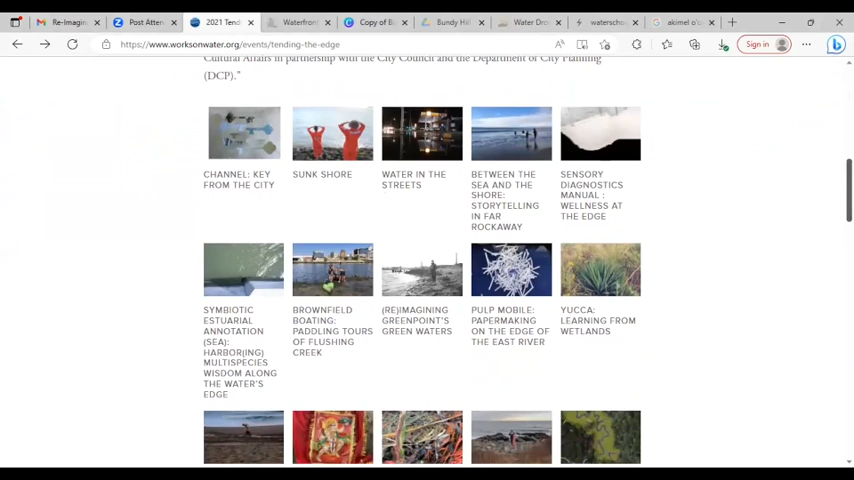 Re-Imagin
Post Atten
2021 Tend
Waterfront
Copy of B
Bundy Hil
Water Dro
waterscho
akimel o'o
https://www.worksonwater.org/events/tending-the-edge
Sign in
Cultural Affairs in partnership with the City Council and the Department of City Planning
(DCP)."
CHANNEL: KEY
FROM THE CITY
SUNK SHORE
WATER IN THE
STREETS
BETWEEN THE
SEA AND THE
SHORE:
STORYTELLING
IN FAR
ROCKAWAY
SENSORY
DIAGNOSTICS
MANUAL :
WELLNESS AT
THE EDGE
SYMBIOTIC
ESTUARIAL
ANNOTATION
(SEA):
HARBOR(ING)
MULTISPECIES
WISDOM ALONG
THE WATER'S
EDGE
BROWNFIELD
BOATING:
PADDLING TOURS
OF FLUSHING
CREEK
(RE)IMAGINING
GREENPOINT'S
GREEN WATERS
PULP MOBILE:
PAPERMAKING
ON THE EDGE OF
THE EAST RIVER
YUCCA:
LEARNING FROM
WETLANDS